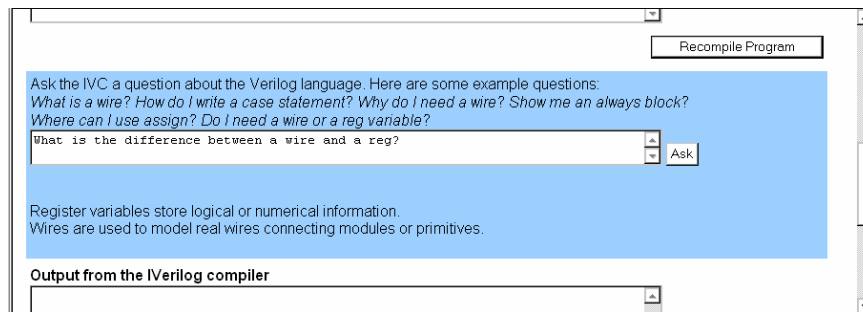 Recompile Program
Ask the IVC a question about the Verilog language. Here are some example questions:
What is a wire? How do I write a case statement? Why do I need a wire? Show me an always block?
Where can I use assign? Do I need a wire or a reg variable?
What is the difference between a wire and a reg?
Ask
Register variables store logical or numerical information.
Wires are used to model real wires connecting modules or primitives.
Output from the IVerilog compiler